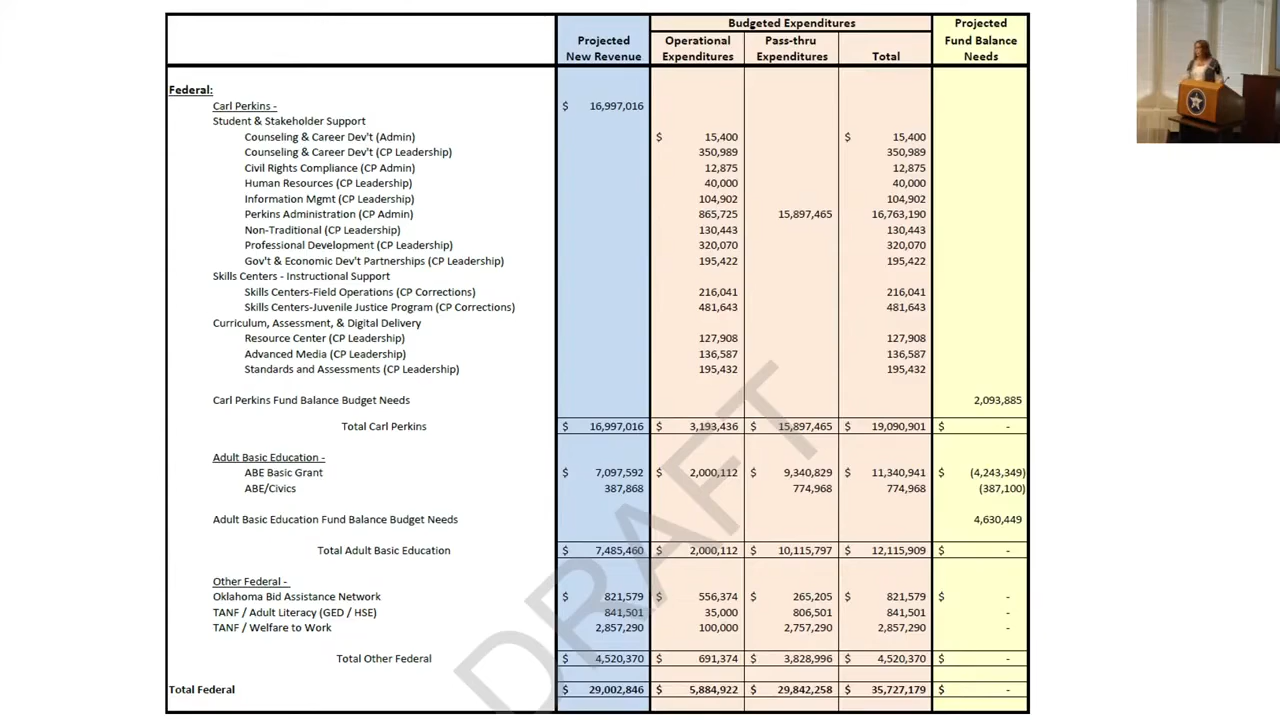 Budgeted Expenditures Projected
Projected Operational Pass-thru Fund Balance
New Revenue Expenditures Expenditures Total Needs
Federal:
Carl Perkins - $ 16,997,016
Student & Stakeholder Support
Counseling & Career Dev't (Admin) $ 15,400 $ 15,400
Counseling & Career Dev't (CP Leadership) 350,989 350,989
Civil Rights Compliance (CP Admin) 12,875 12,875
Human Resources (CP Leadership) 40,000 40,000
Information Mgmt (CP Leadership) 104,902 104,902
Perkins Administration (CP Admin) 865,725 15,897,465 16,763,190
Non-Traditional (CP Leadership) 130,443 130,443
Professional Development (CP Leadership) 320,070 320,070
Gov't & Economic Dev't Partnerships (CP Leadership) 195,422 195,422
Skills Centers - Instructional Support
Skills Centers-Field Operations (CP Corrections) 216,041 216,041
Skills Centers-Juvenile Justice Program (CP Corrections) 481,643 481,643
Curriculum, Assessment, & Digital Delivery
Resource Center (CP Leadership) 127,908 127,908
Advanced Media (CP Leadership) 136,587 136,587
Standards and Assessments (CP Leadership) 195,432 195,432
Carl Perkins Fund Balance Budget Needs 2,093,885
Total Carl Perkins $ 16,997,016 $ 3,193,436 $ 15,897,465 $ 19,090,901 $ -
Adult Basic Education -
ABE Basic Grant $ 7,097,592 $ 2,000,112 $ 9,340,829 $ 11,340,941 $ (4,243,349)
ABE/Civics 387,868 774,968 774,968 (387,100)
Adult Basic Education Fund Balance Budget Needs 4,630,449
Total Adult Basic Education $ 7,485,460 $ 2,000,112 $ 10,115,797 $ 12,115,909 $ -
Other Federal -
Oklahoma Bid Assistance Network $ 821,579 $ 556,374 $ 265,205 $ 821,579 $ -
TANF / Adult Literacy (GED / HSE) 841,501 35,000 806,501 841,501 -
TANF / Welfare to Work 2,857,290 100,000 2,757,290 2,857,290 -
Total Other Federal $ 4,520,370 $ 691,374 $ 3,828,996 $ 4,520,370 $ -
Total Federal $ 29,002,846 $ 5,884,922 $ 29,842,258 $ 35,727,179 $ -
DRAFT